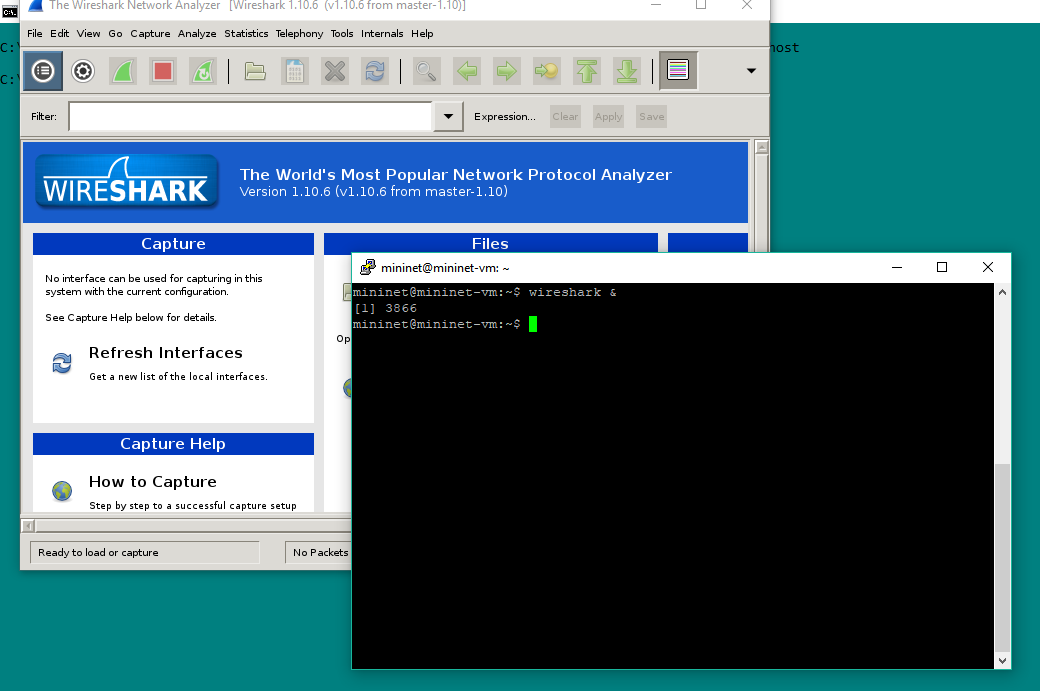 The Wireshark Network Analyzer [Wireshark 1.10.6 (v1.10.6 from master-1.10)]
File Edit View Go Capture Analyze Statistics Telephony Tools Internals Help
C:\
host
C:\
Filter:
Expression...
Clear
Apply
Save
WIRESHARK
The World's Most Popular Network Protocol Analyzer
Version 1.10.6 (v1.10.6 from master-1.10)
Capture
Files
No interface can be used for capturing in this
system with the current configuration.
See Capture Help below for details.
Refresh Interfaces
Get a new list of the local interfaces.
Capture Help
How to Capture
Step by step to a successful capture setup
Ready to load or capture
No Packets
mininet@mininet-vm: ~
mininet@mininet-vm:~$ wireshark &
[1] 3866
mininet@mininet-vm:~$